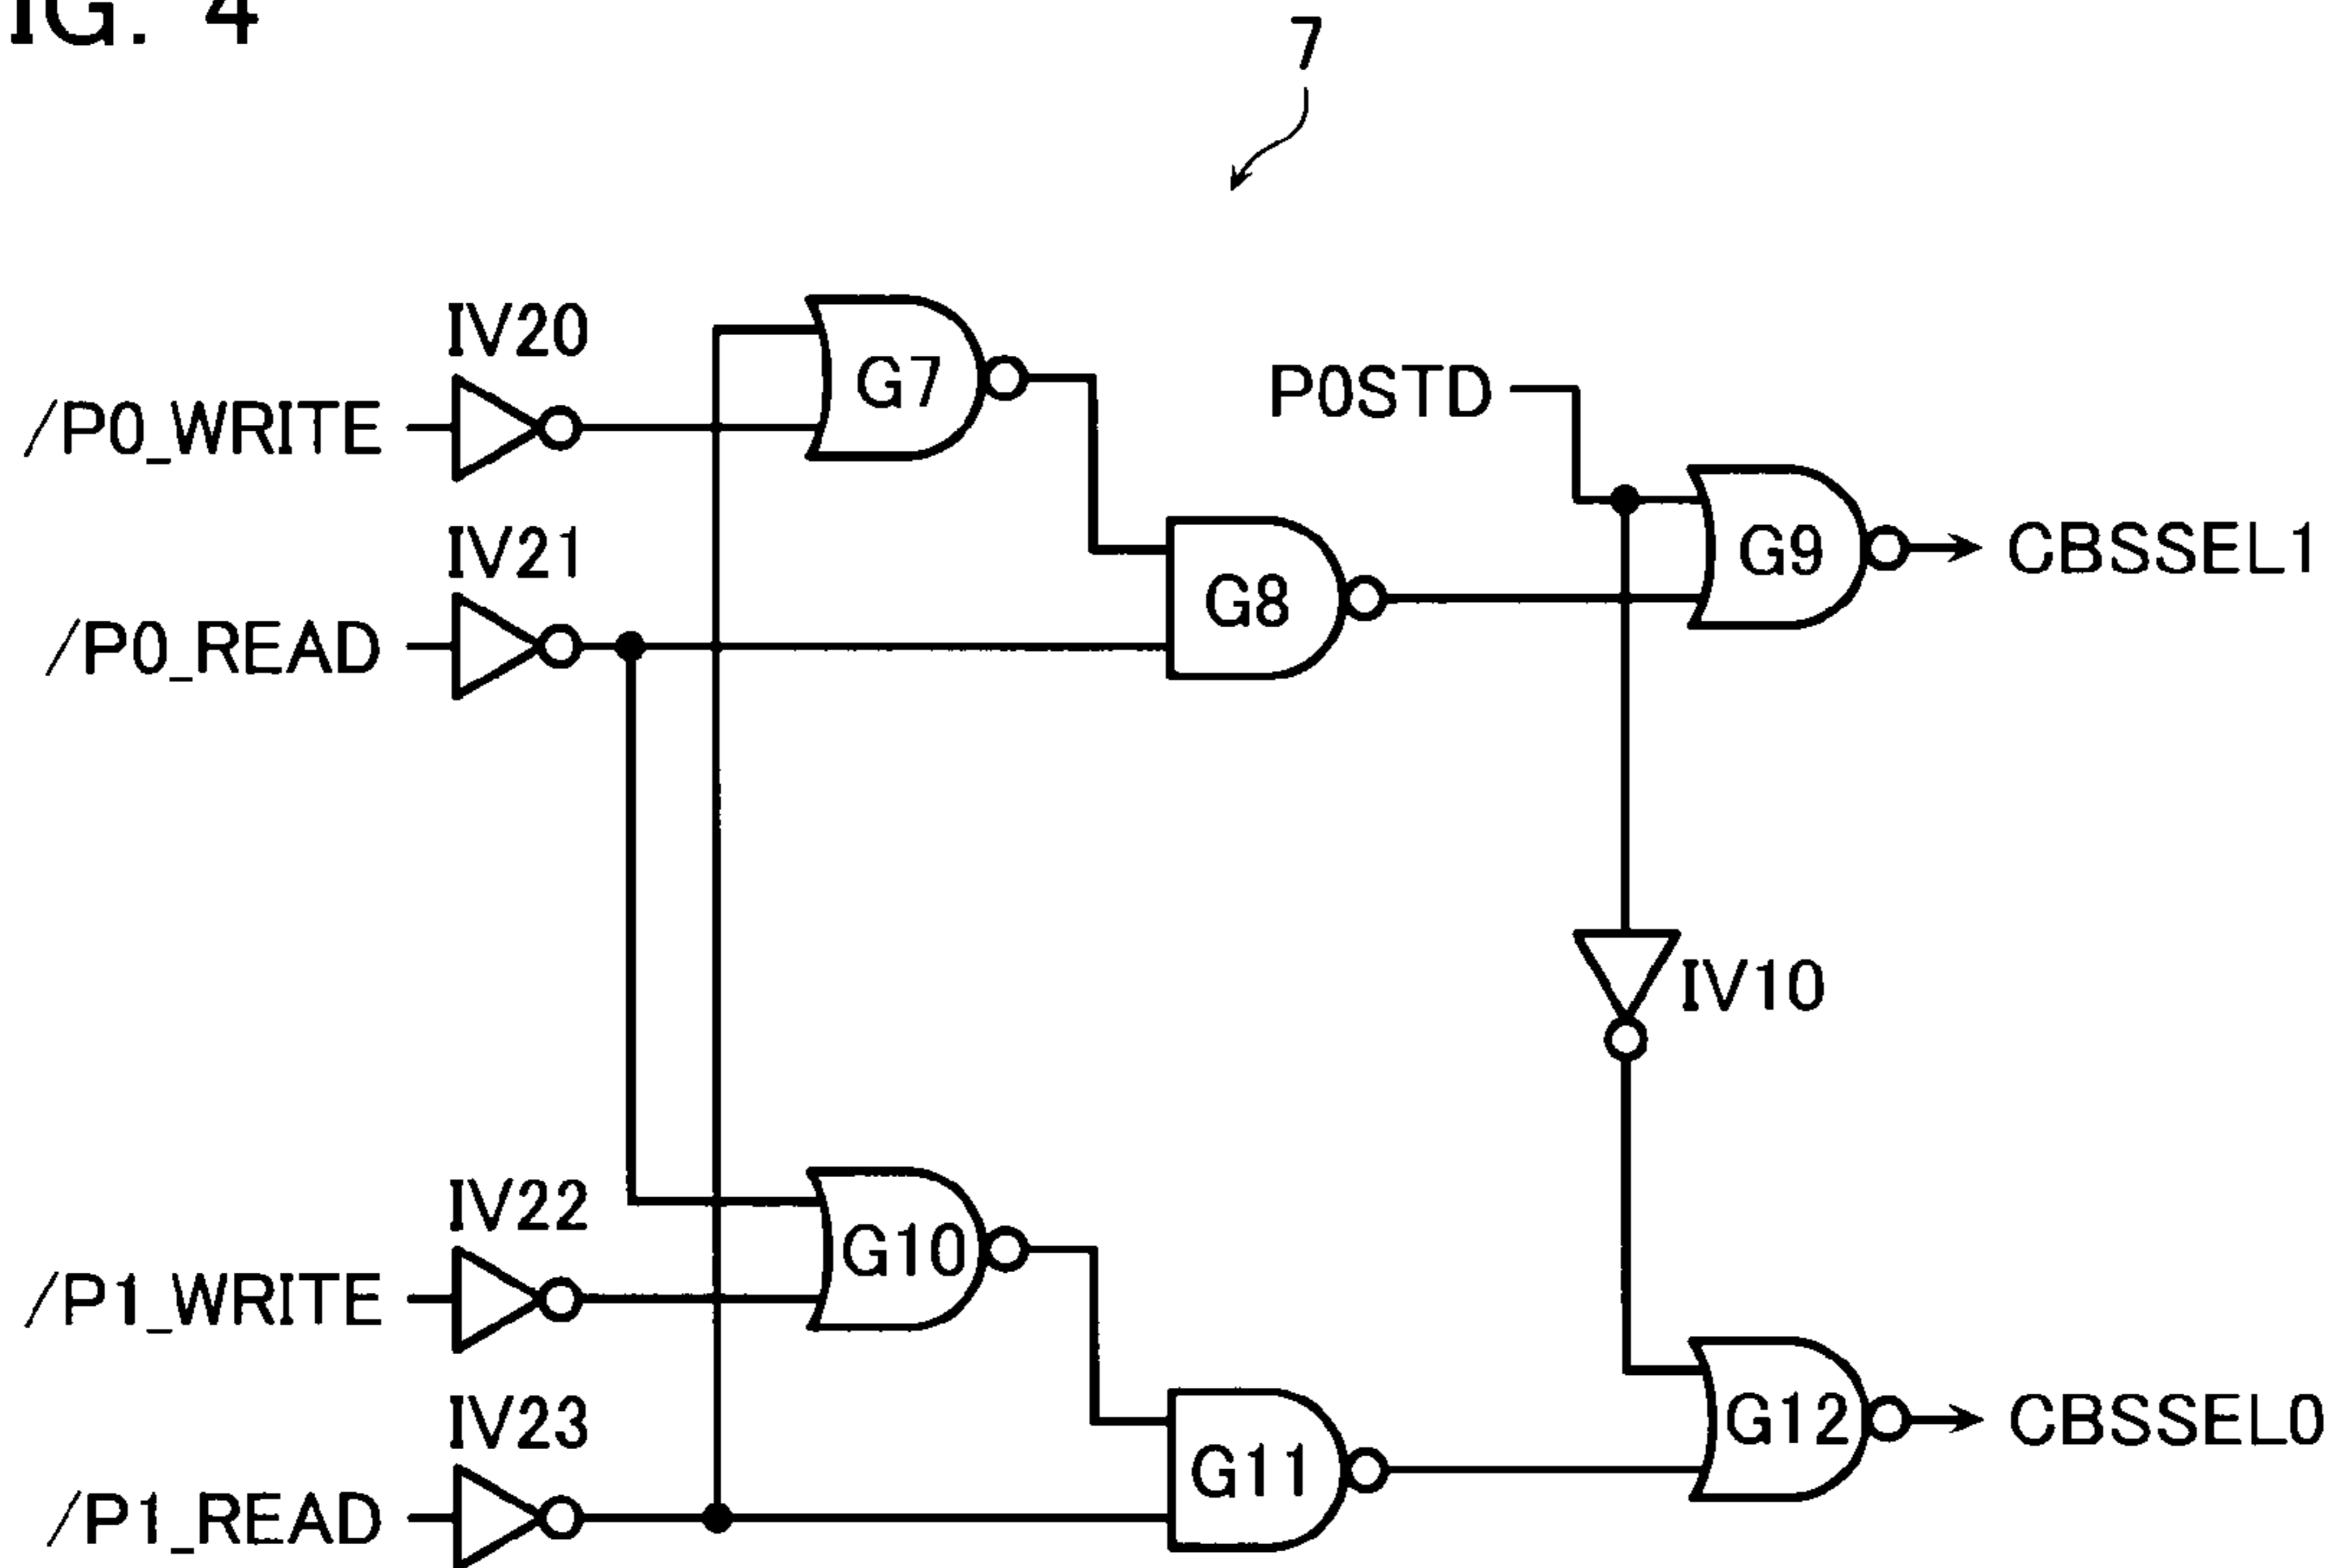 IG. 4
7
IV20
/P0_WRITE
G7
P0STD
IV21
/P0_READ
G8
G9
CBSSEL1
IV10
IV22
/P1_WRITE
G10
IV23
/P1_READ
G11
G12
CBSSEL0